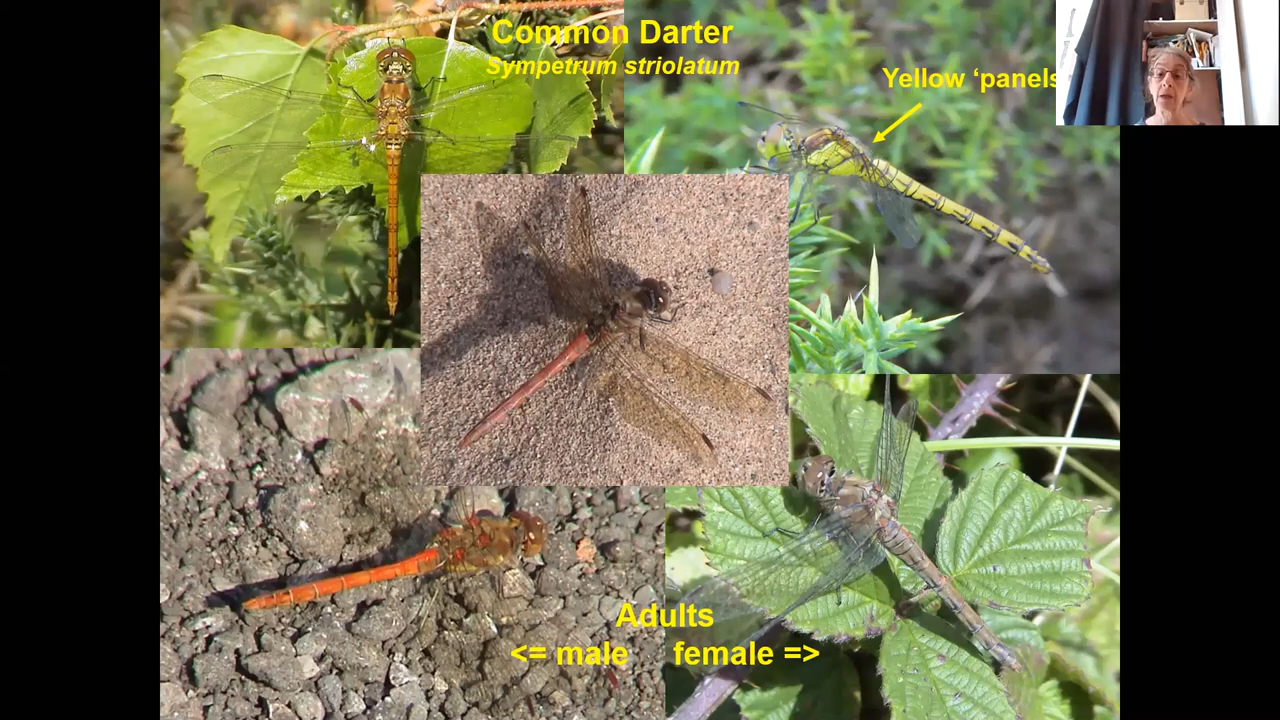 Common Darter
Sympetrum striolatum
Yellow ‘panels
Adults
<= male female =>